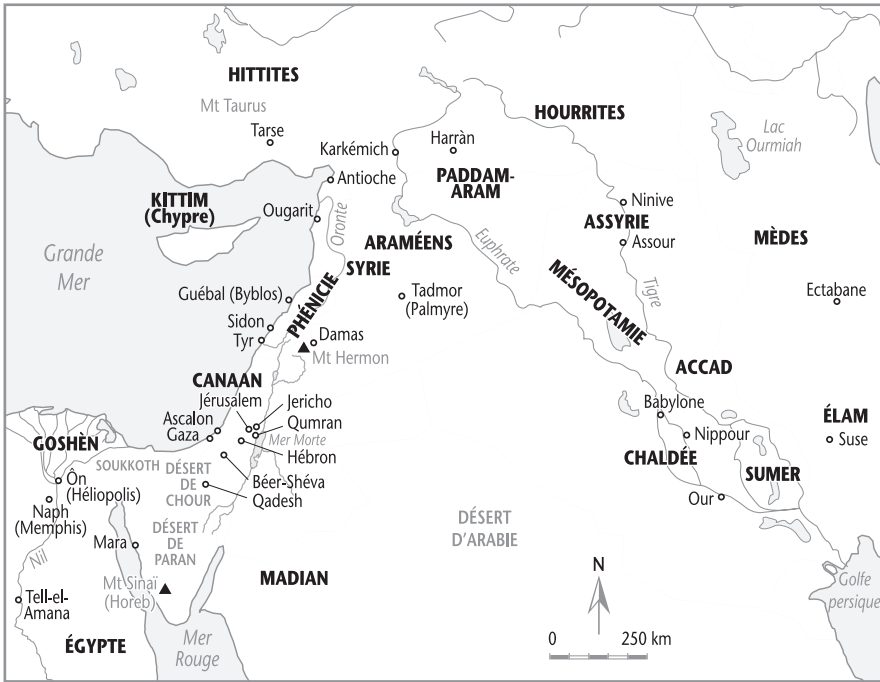 HITTITES
Mt Taurus
Tarse
Karkémich
Harràn
HOURRITES
Lac
Ourmiah
Antioche
PADDAM-
ARAM
KITTIM
(Chypre)
Ougarit
Oronte
Ninive
ASSYRIE
Assour
MÈDES
Grande
Mer
ARAMÉENS
SYRIE
Euphrate
Tigre
MÉSOPOTAMIE
Guébal (Byblos)
PHÉNICIE
Tadmor
(Palmyre)
Ectabane
Sidon
Tyr
Damas
Mt Hermon
CANAAN
ACCAD
Jérusalem
Jericho
Babylone
Ascalon
Gaza
Qumran
Mer Morte
Hébron
Nippour
ÉLAM
Suse
GOSHÈN
SOUKKOTH
DÉSERT
DE
CHOUR
Béer-Shéva
Qadesh
CHALDÉE
SUMER
Our
Ôn
(Héliopolis)
Naph
(Memphis)
DÉSERT
DE
PARAN
DÉSERT
D'ARABIE
Mara
Nil
Mt Sinaï
(Horeb)
MADIAN
N
Golfe
persique
Tell-el-
Amana
ÉGYPTE
Mer
Rouge
0 250 km